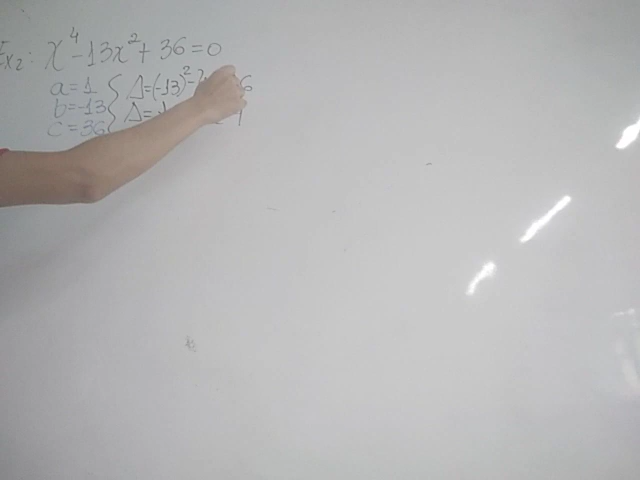 Ex2: x⁴-13x²+36=0
a=1 Δ=(-13)²-
b=-13 Δ=
c=36